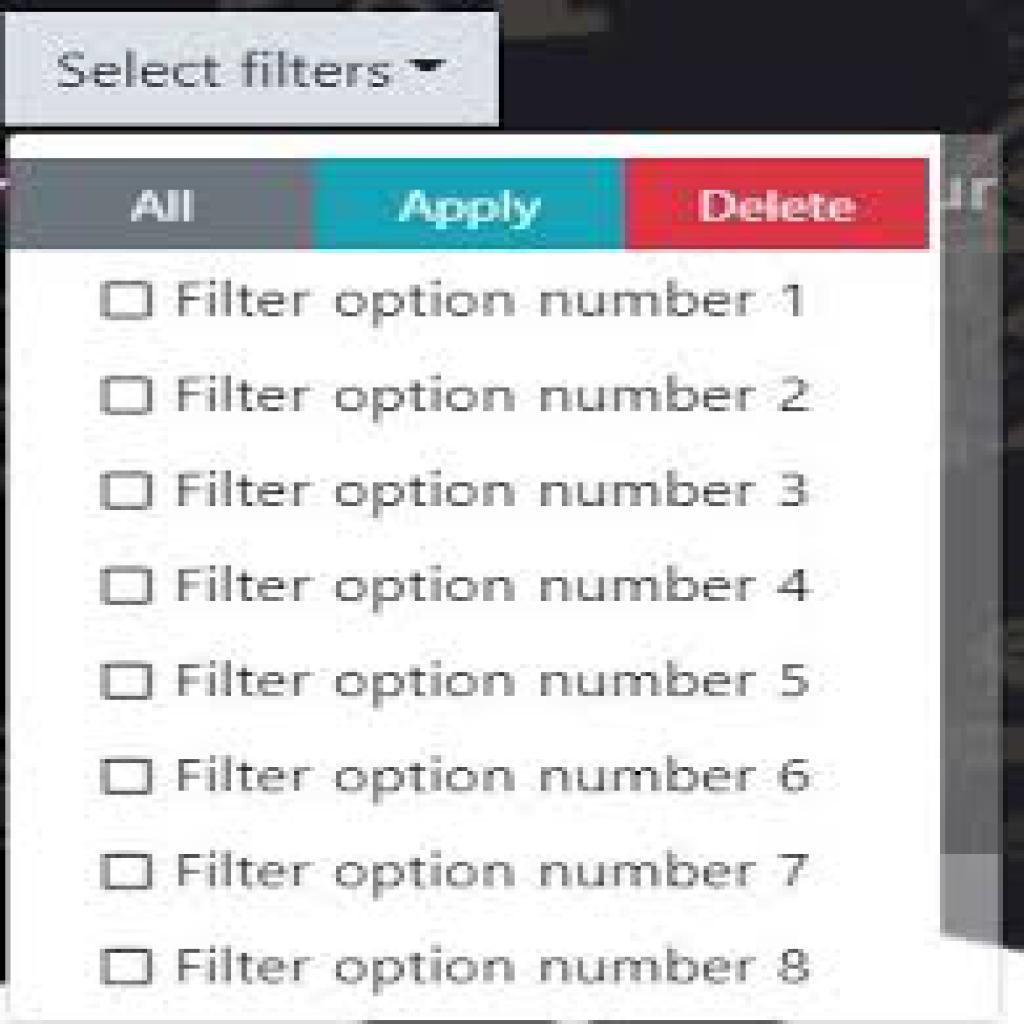 Select filters
All Apply Delete
Filter option number 1
Filter option number 2
Filter option number 3
Filter option number 4
Filter option number 5
Filter option number 6
Filter option number 7
Filter option number 8